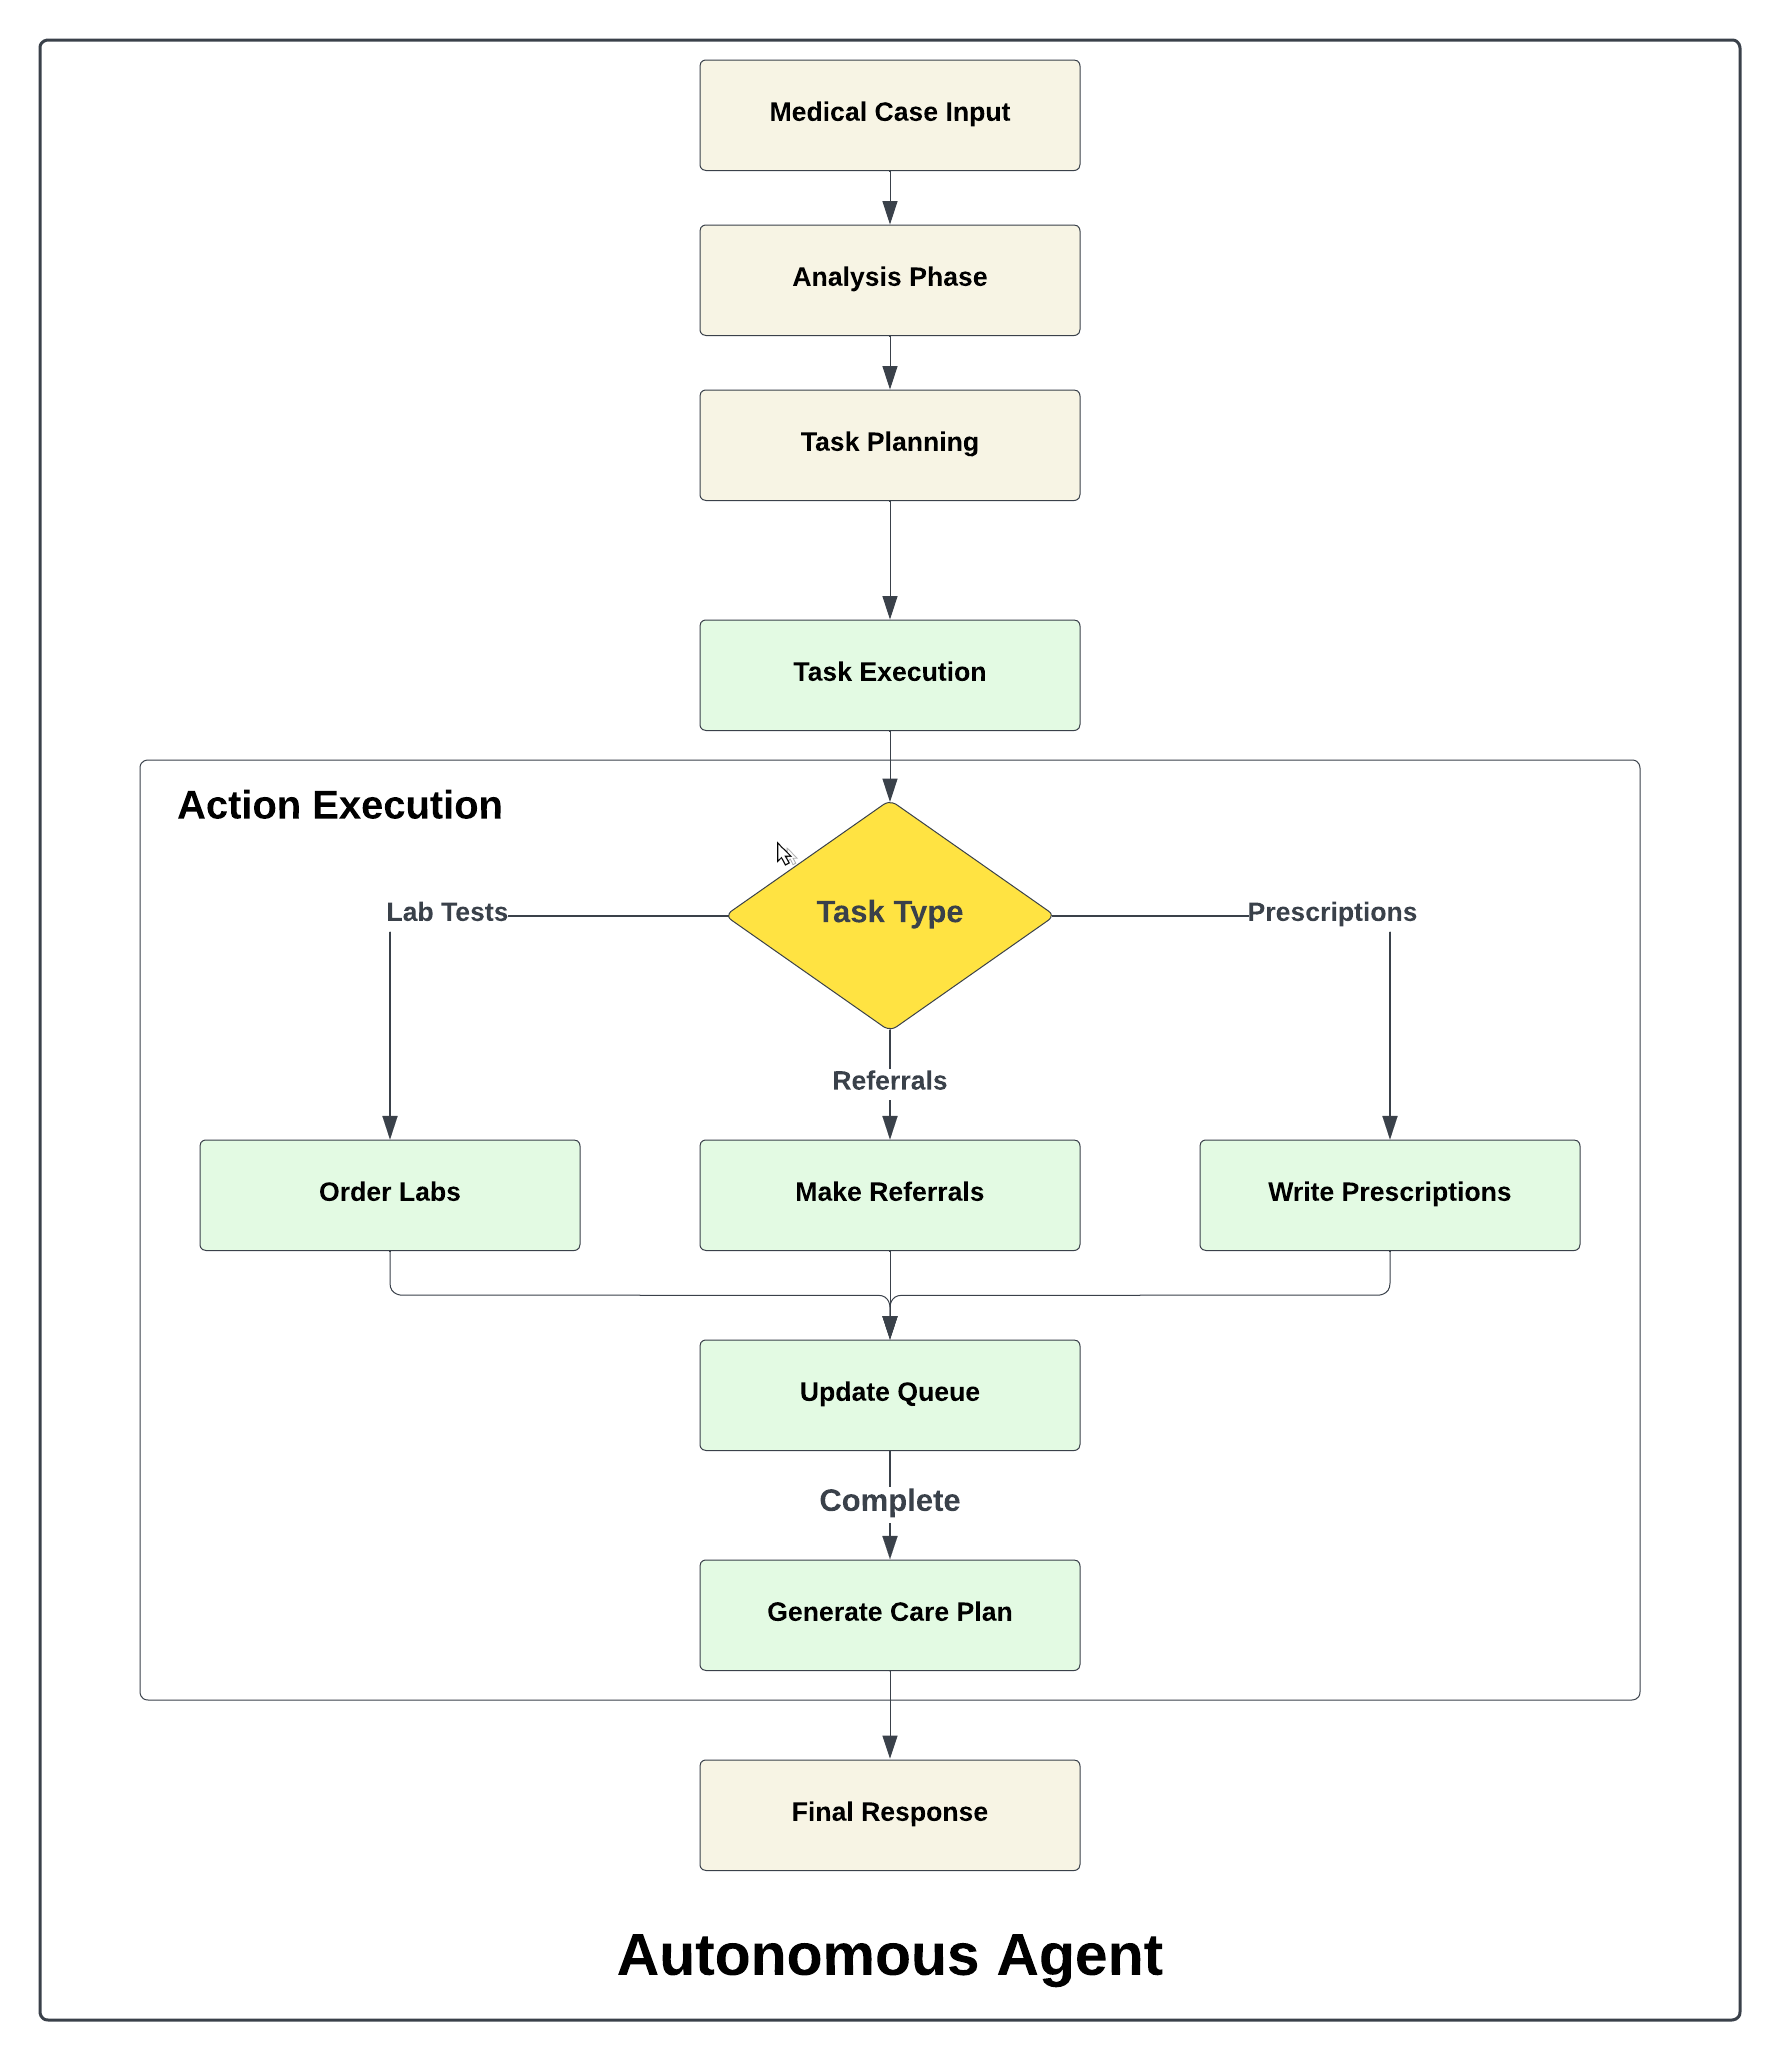 Medical Case Input
Analysis Phase
Task Planning
Task Execution
Action Execution
Task Type
Lab Tests
Prescriptions
Referrals
Order Labs
Make Referrals
Write Prescriptions
Update Queue
Complete
Generate Care Plan
Final Response
Autonomous Agent